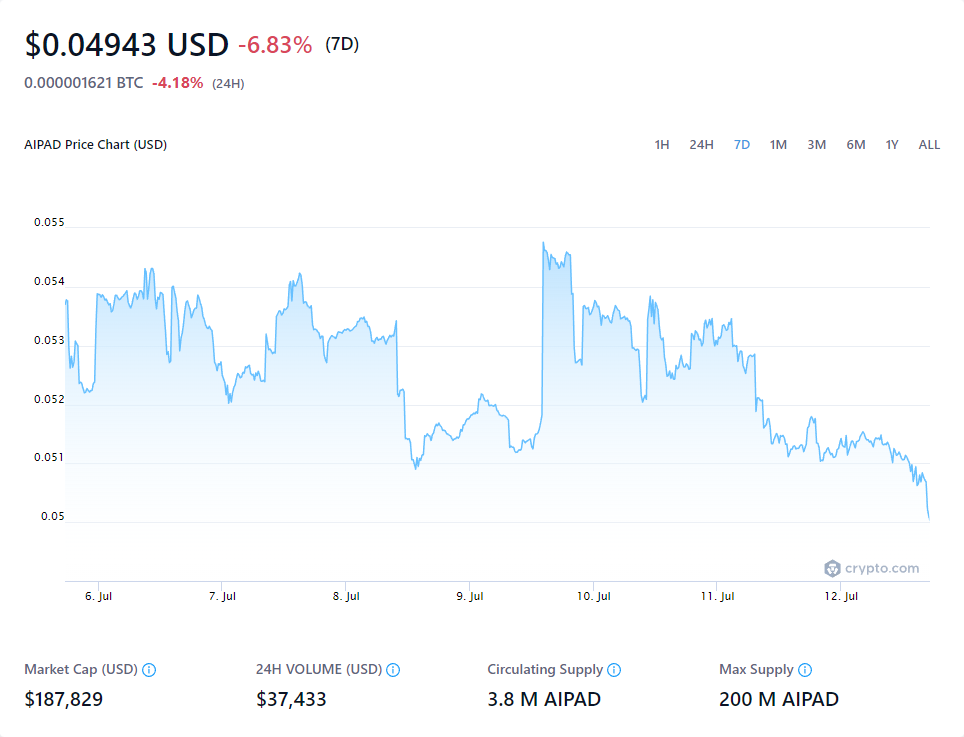 $0.04943 USD -6.83% (7D)
0.000001621 BTC -4.18% (24H)
AIPAD Price Chart (USD) 1H 24H 7D 1M 3M 6M 1Y ALL
0.055
0.054
0.053
0.052
0.051
0.05
crypto.com
6. Jul 7. Jul 8. Jul 9. Jul 10. Jul 11. Jul 12. Jul
Market Cap (USD) 24H VOLUME (USD) Circulating Supply Max Supply
$187,829 $37,433 3.8 M AIPAD 200 M AIPAD